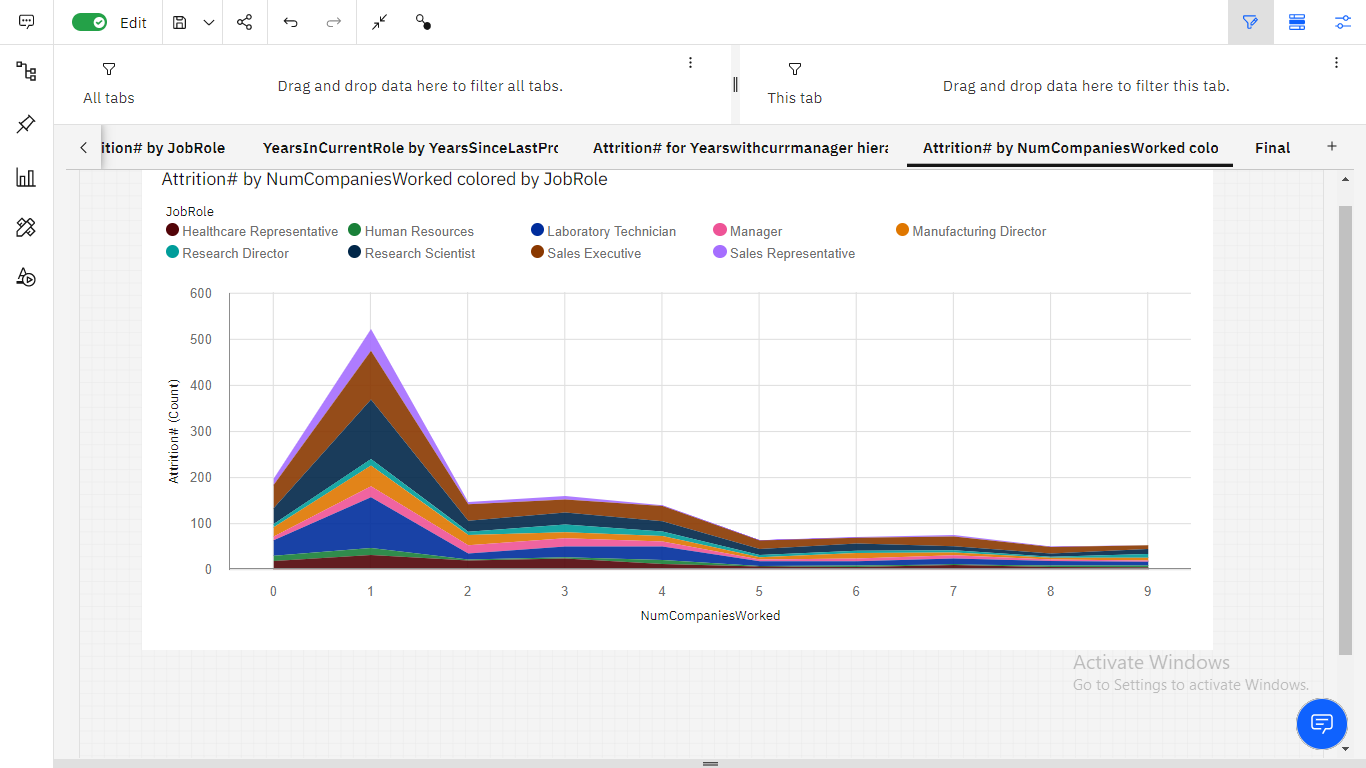 Edit
All tabs
Drag and drop data here to filter all tabs.
This tab
Drag and drop data here to filter this tab.
ition# by JobRole
YearsInCurrentRole by YearsSinceLastPro
Attrition# for Yearswithcurrmanager hiera
Attrition# by NumCompaniesWorked colo
Final
Attrition# by NumCompaniesWorked colored by JobRole
JobRole
Healthcare Representative Human Resources Laboratory Technician Manager Manufacturing Director
Research Director Research Scientist Sales Executive Sales Representative
600
500
400
300
200
100
0
Attrition# (Count)
0 1 2 3 4 5 6 7 8 9
NumCompaniesWorked
Activate Windows
Go to Settings to activate Windows.